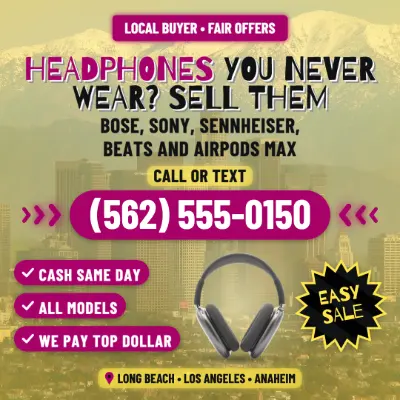 LOCAL BUYER • FAIR OFFERS
HEADPHONES YOU NEVER
WEAR? SELL THEM
BOSE, SONY, SENNHEISER,
BEATS AND AIRPODS MAX
CALL OR TEXT
(562) 555-0150
CASH SAME DAY
ALL MODELS
WE PAY TOP DOLLAR
EASY
SALE
LONG BEACH • LOS ANGELES • ANAHEIM